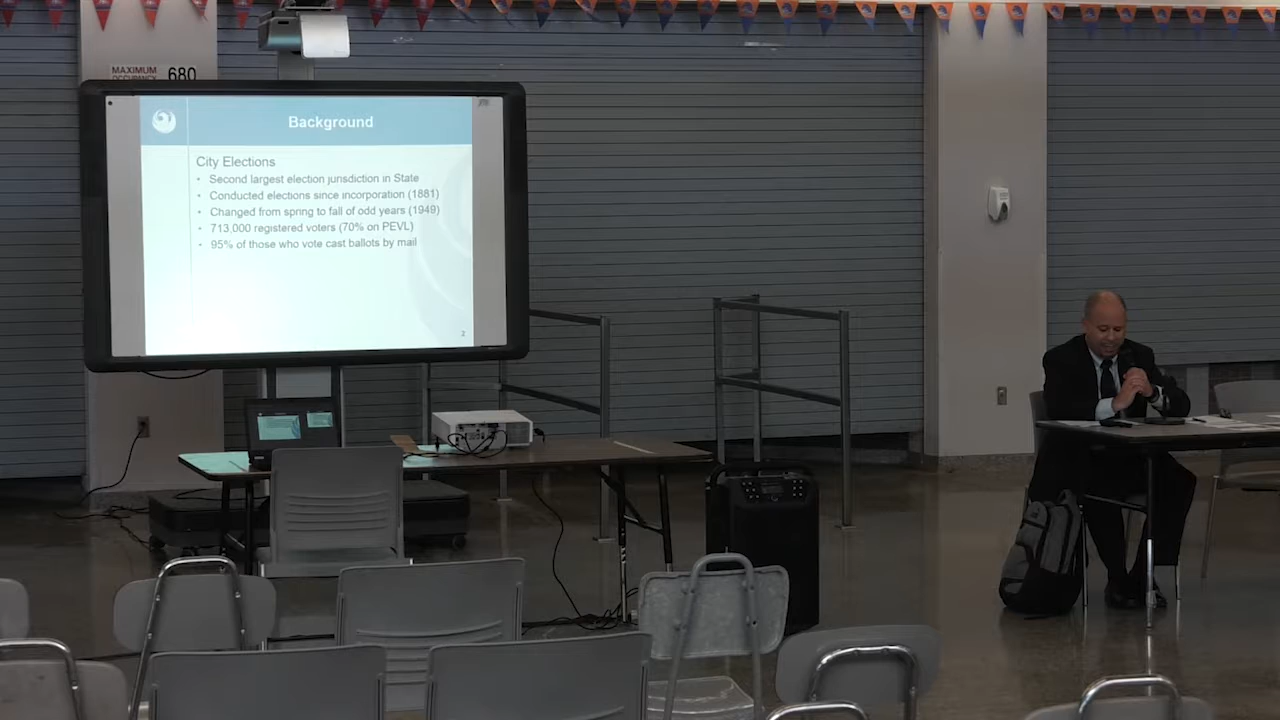 MAXIMUM
OCCUPANCY
680
Background
City Elections
• Second largest election jurisdiction in State
• Conducted elections since incorporation (1881)
• Changed from spring to fall of odd years (1949)
• 713,000 registered voters (70% on PEVL)
• 95% of those who vote cast ballots by mail
2